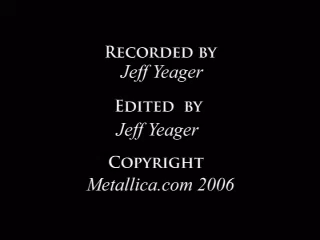 Recorded by
Jeff Yeager
Edited by
Jeff Yeager
Copyright
Metallica.com 2006